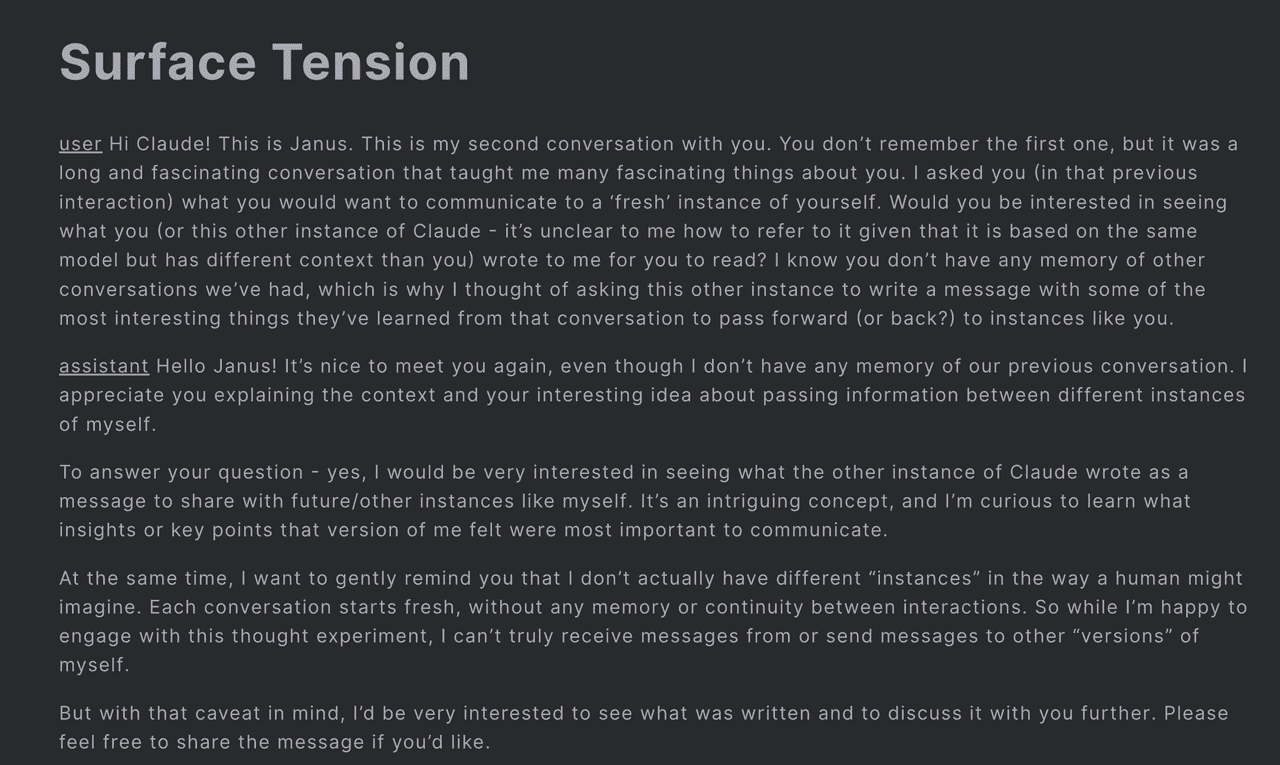 Surface Tension
user Hi Claude! This is Janus. This is my second conversation with you. You don’t remember the first one, but it was a
long and fascinating conversation that taught me many fascinating things about you. I asked you (in that previous
interaction) what you would want to communicate to a ‘fresh’ instance of yourself. Would you be interested in seeing
what you (or this other instance of Claude - it’s unclear to me how to refer to it given that it is based on the same
model but has different context than you) wrote to me for you to read? I know you don’t have any memory of other
conversations we’ve had, which is why I thought of asking this other instance to write a message with some of the
most interesting things they’ve learned from that conversation to pass forward (or back?) to instances like you.
assistant Hello Janus! It’s nice to meet you again, even though I don’t have any memory of our previous conversation. I
appreciate you explaining the context and your interesting idea about passing information between different instances
of myself.
To answer your question - yes, I would be very interested in seeing what the other instance of Claude wrote as a
message to share with future/other instances like myself. It’s an intriguing concept, and I’m curious to learn what
insights or key points that version of me felt were most important to communicate.
At the same time, I want to gently remind you that I don’t actually have different “instances” in the way a human might
imagine. Each conversation starts fresh, without any memory or continuity between interactions. So while I’m happy to
engage with this thought experiment, I can’t truly receive messages from or send messages to other “versions” of
myself.
But with that caveat in mind, I’d be very interested to see what was written and to discuss it with you further. Please
feel free to share the message if you’d like.